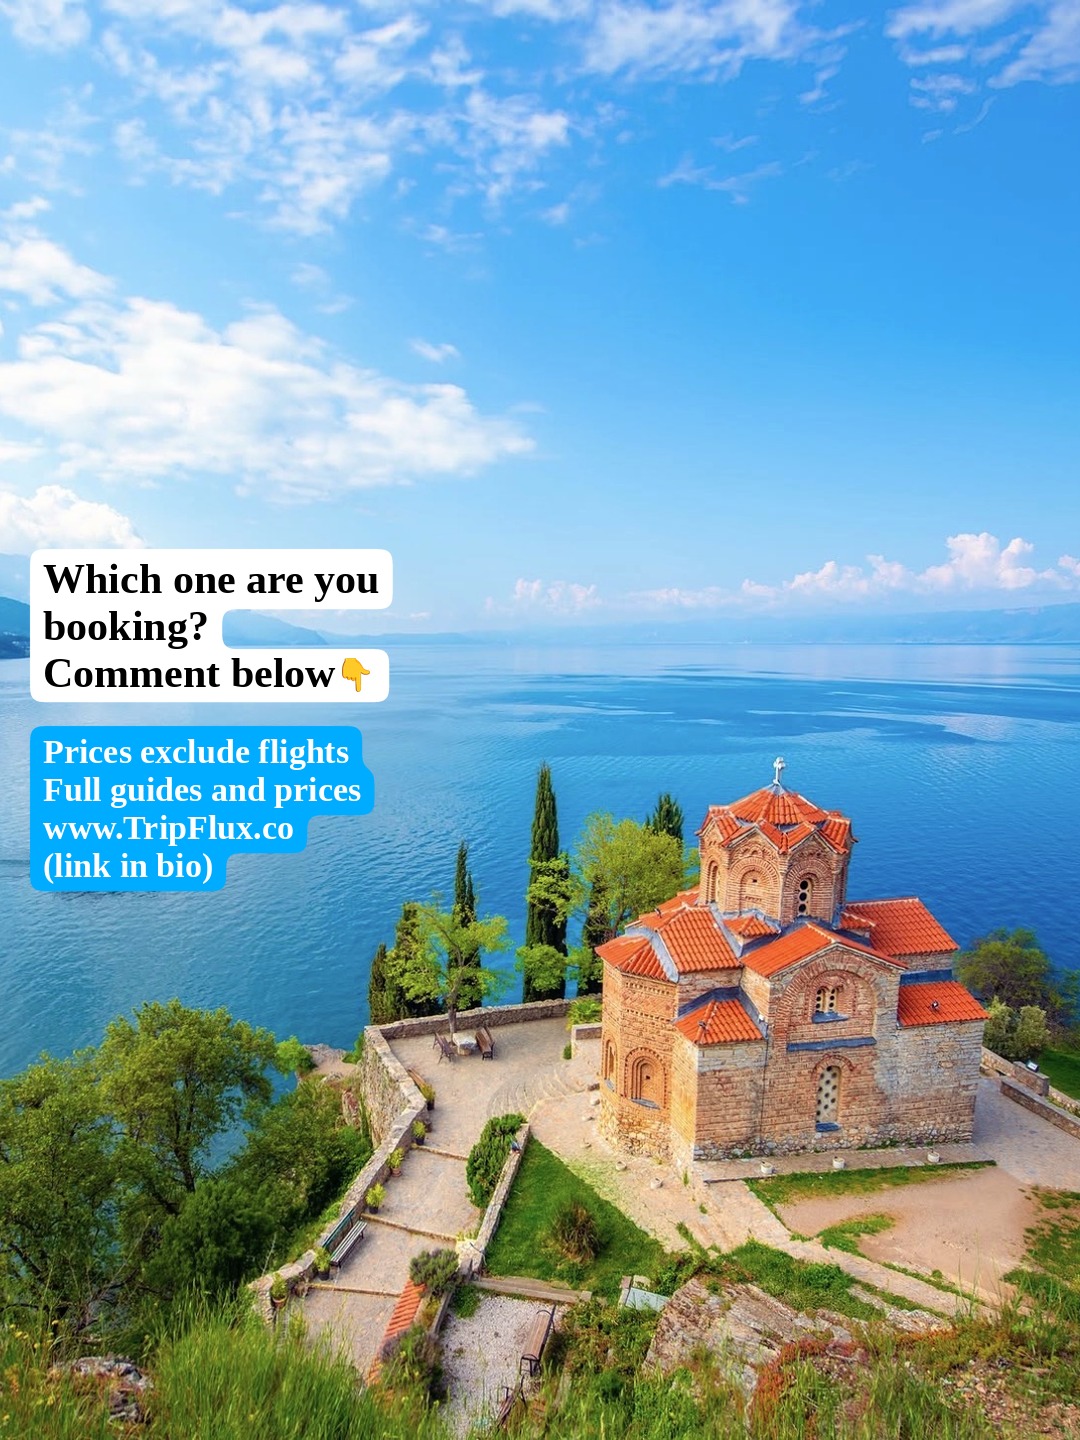 Which one are you
booking?
Comment below👇
Prices exclude flights
Full guides and prices
www.TripFlux.co
(link in bio)